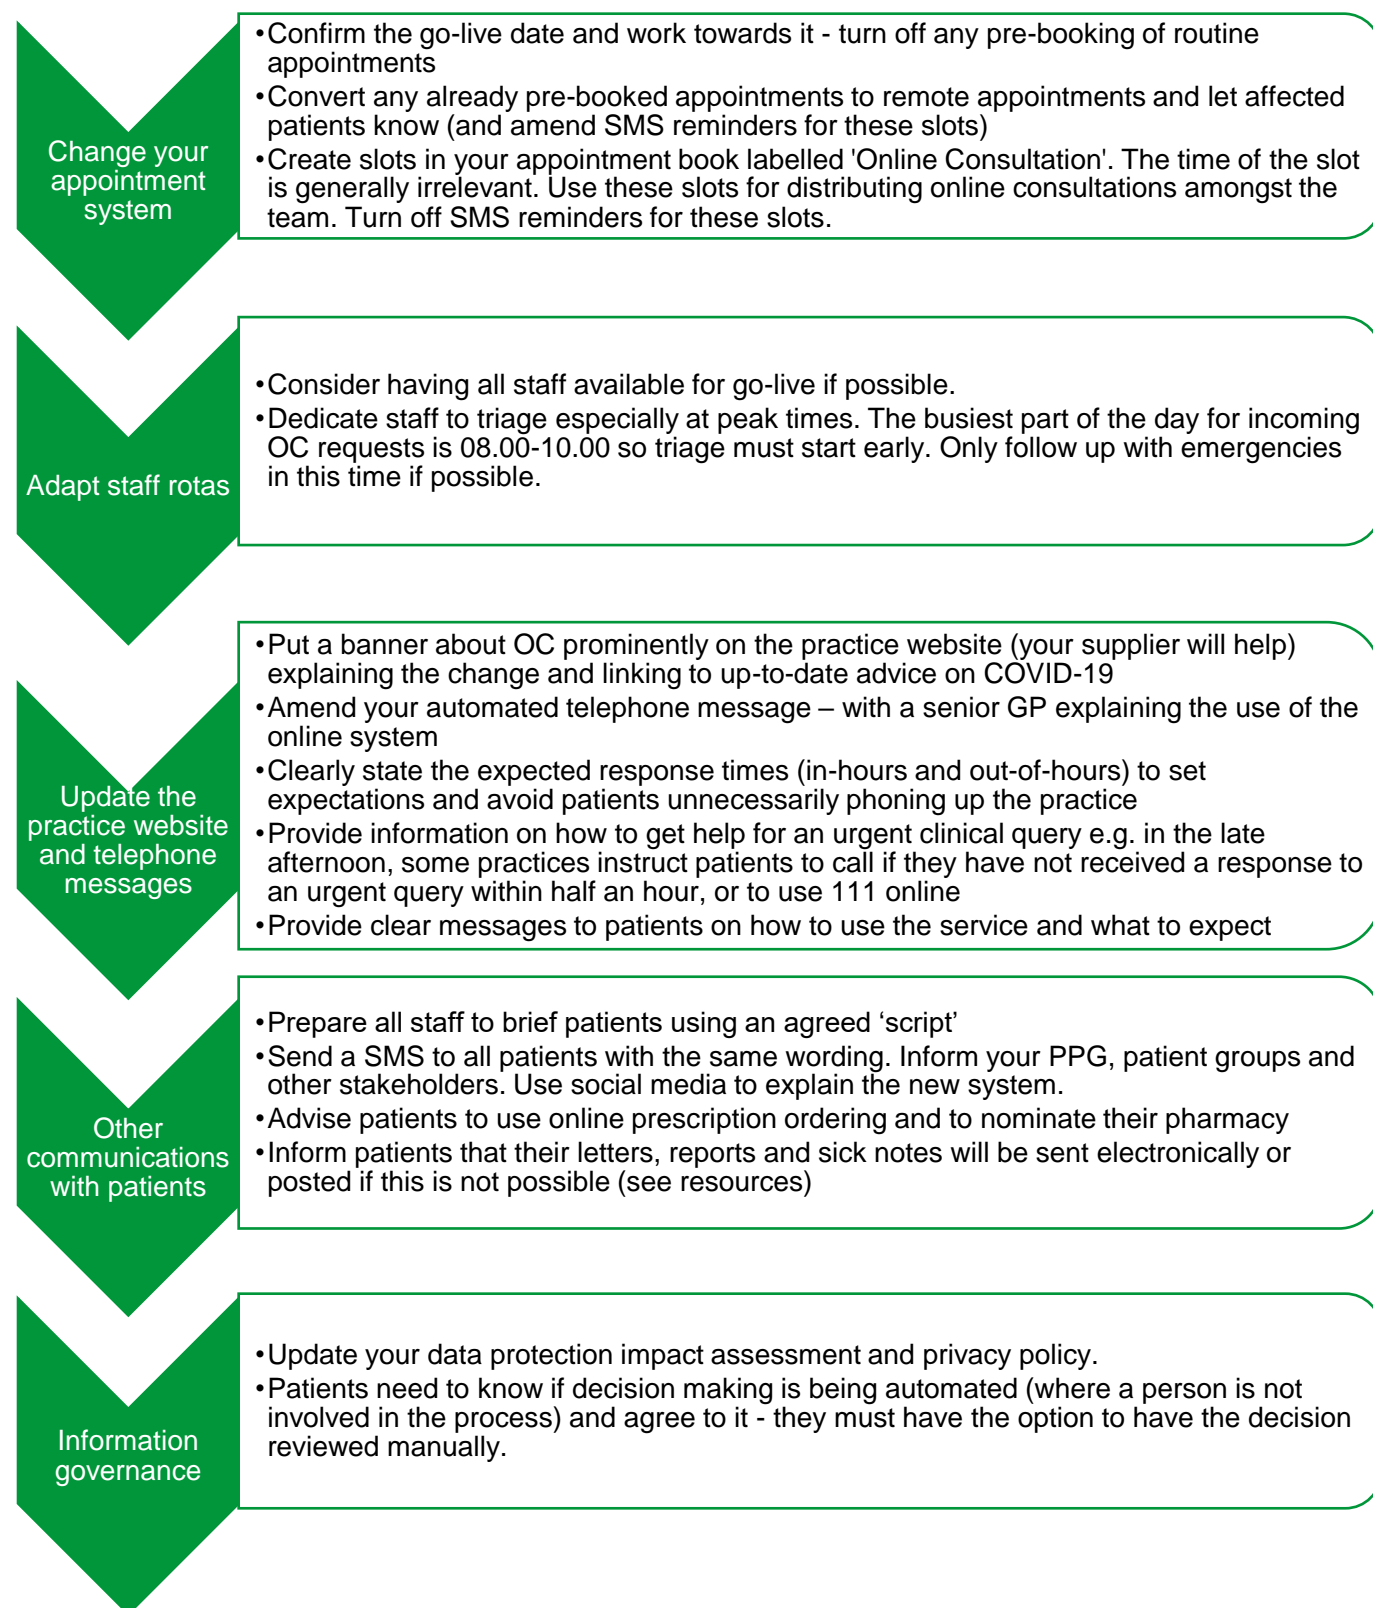 Change your
appointment
system
•Confirm the go-live date and work towards it - turn off any pre-booking of routine
appointments
•Convert any already pre-booked appointments to remote appointments and let affected
patients know (and amend SMS reminders for these slots)
•Create slots in your appointment book labelled 'Online Consultation'. The time of the slot
is generally irrelevant. Use these slots for distributing online consultations amongst the
team. Turn off SMS reminders for these slots.
Adapt staff rotas
•Consider having all staff available for go-live if possible.
•Dedicate staff to triage especially at peak times. The busiest part of the day for incoming
OC requests is 08.00-10.00 so triage must start early. Only follow up with emergencies
in this time if possible.
Update the
practice website
and telephone
messages
•Put a banner about OC prominently on the practice website (your supplier will help)
explaining the change and linking to up-to-date advice on COVID-19
•Amend your automated telephone message – with a senior GP explaining the use of the
online system
•Clearly state the expected response times (in-hours and out-of-hours) to set
expectations and avoid patients unnecessarily phoning up the practice
•Provide information on how to get help for an urgent clinical query e.g. in the late
afternoon, some practices instruct patients to call if they have not received a response to
an urgent query within half an hour, or to use 111 online
•Provide clear messages to patients on how to use the service and what to expect
Other
communications
with patients
•Prepare all staff to brief patients using an agreed ‘script’
•Send a SMS to all patients with the same wording. Inform your PPG, patient groups and
other stakeholders. Use social media to explain the new system.
•Advise patients to use online prescription ordering and to nominate their pharmacy
•Inform patients that their letters, reports and sick notes will be sent electronically or
posted if this is not possible (see resources)
Information
governance
•Update your data protection impact assessment and privacy policy.
•Patients need to know if decision making is being automated (where a person is not
involved in the process) and agree to it - they must have the option to have the decision
reviewed manually.